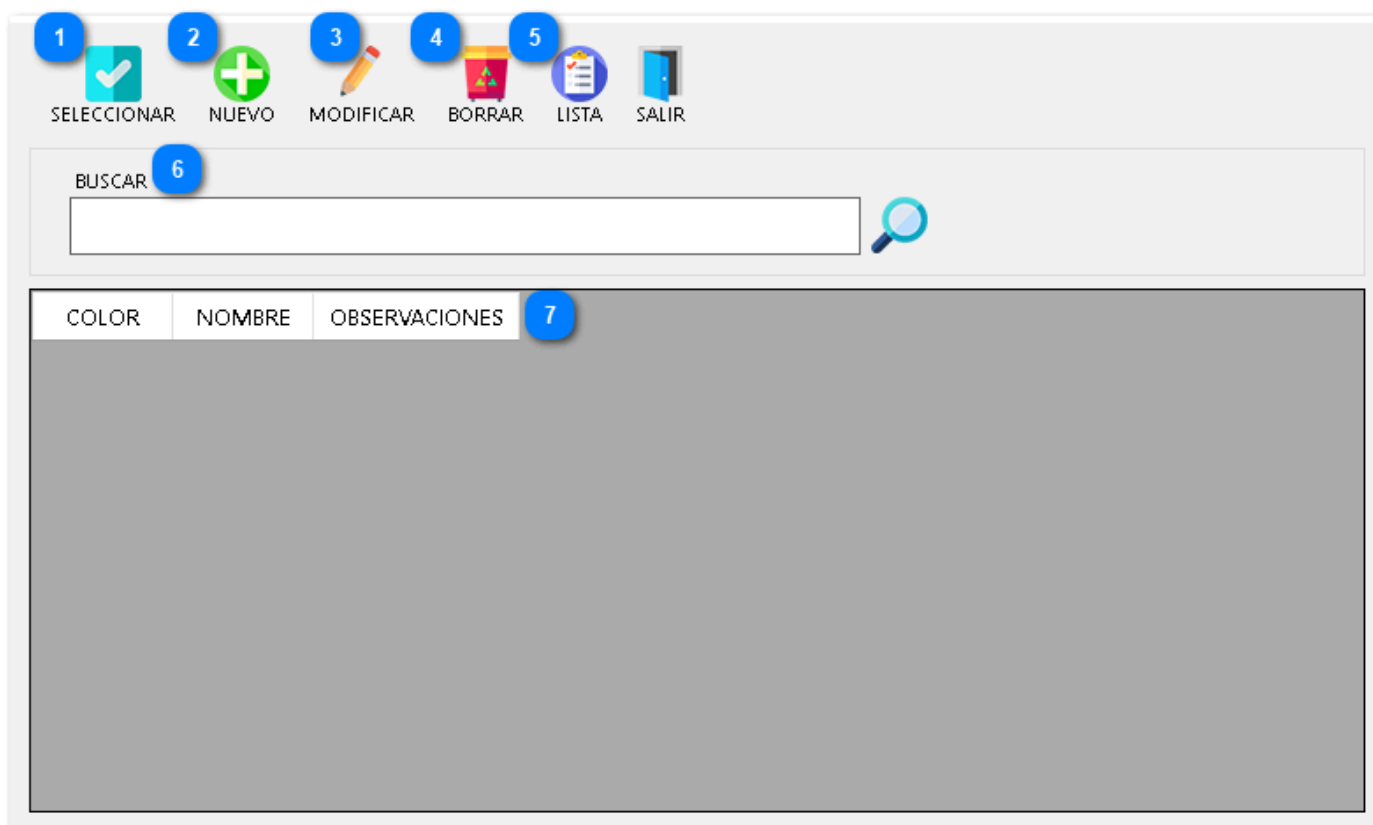 1 2 3 4 5
SELECCIONAR NUEVO MODIFICAR BORRAR LISTA SALIR
BUSCAR 6
COLOR NOMBRE OBSERVACIONES 7